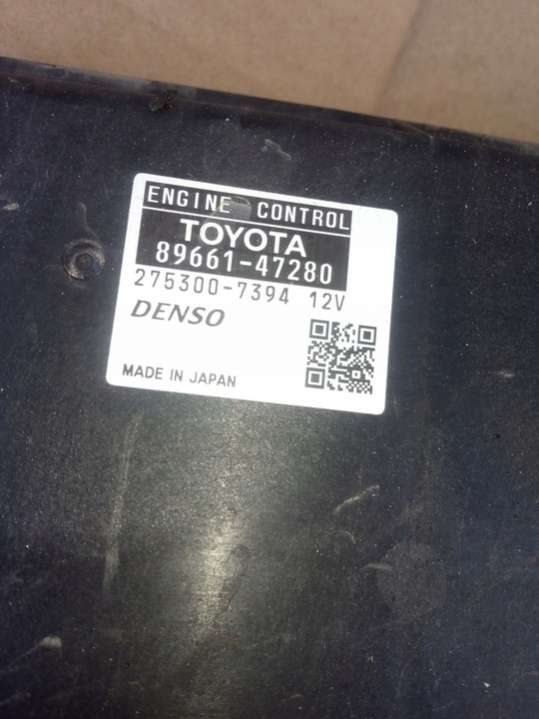 ENGINE CONTROL
TOYOTA
89661-47280
275300-7394 12V
DENSO
MADE IN JAPAN